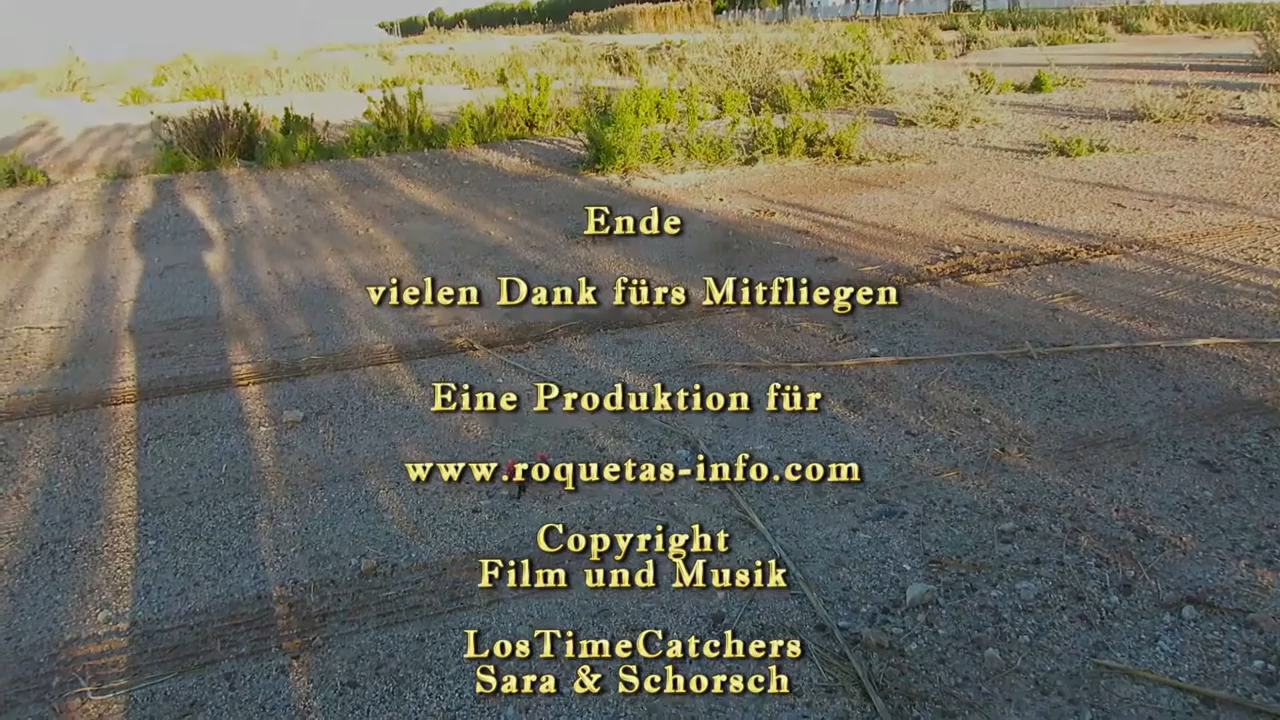 Ende
vielen Dank fürs Mitfliegen
Eine Produktion für
www.roquetas-info.com
Copyright
Film und Musik
LosTimeCatchers
Sara & Schorsch